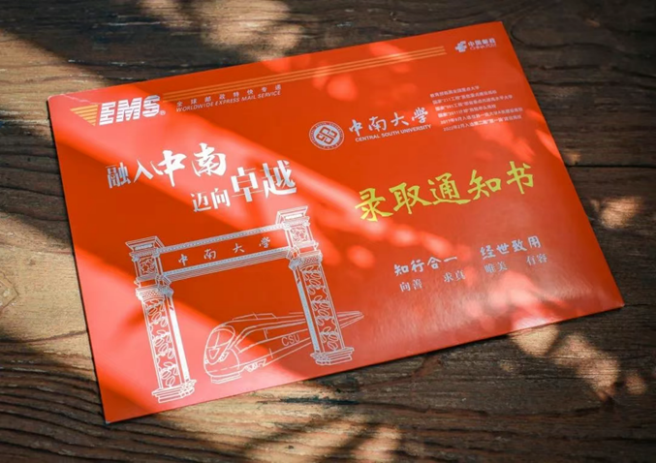 EMS
全球邮政特快专递
WORLDWIDE EXPRESS MAIL SERVICE
中国邮政
中南大学
CENTRAL SOUTH UNIVERSITY
融入中南
迈向卓越
录取通知书
中南大学
知行合一 经世致用
向善 求真 唯美 有容